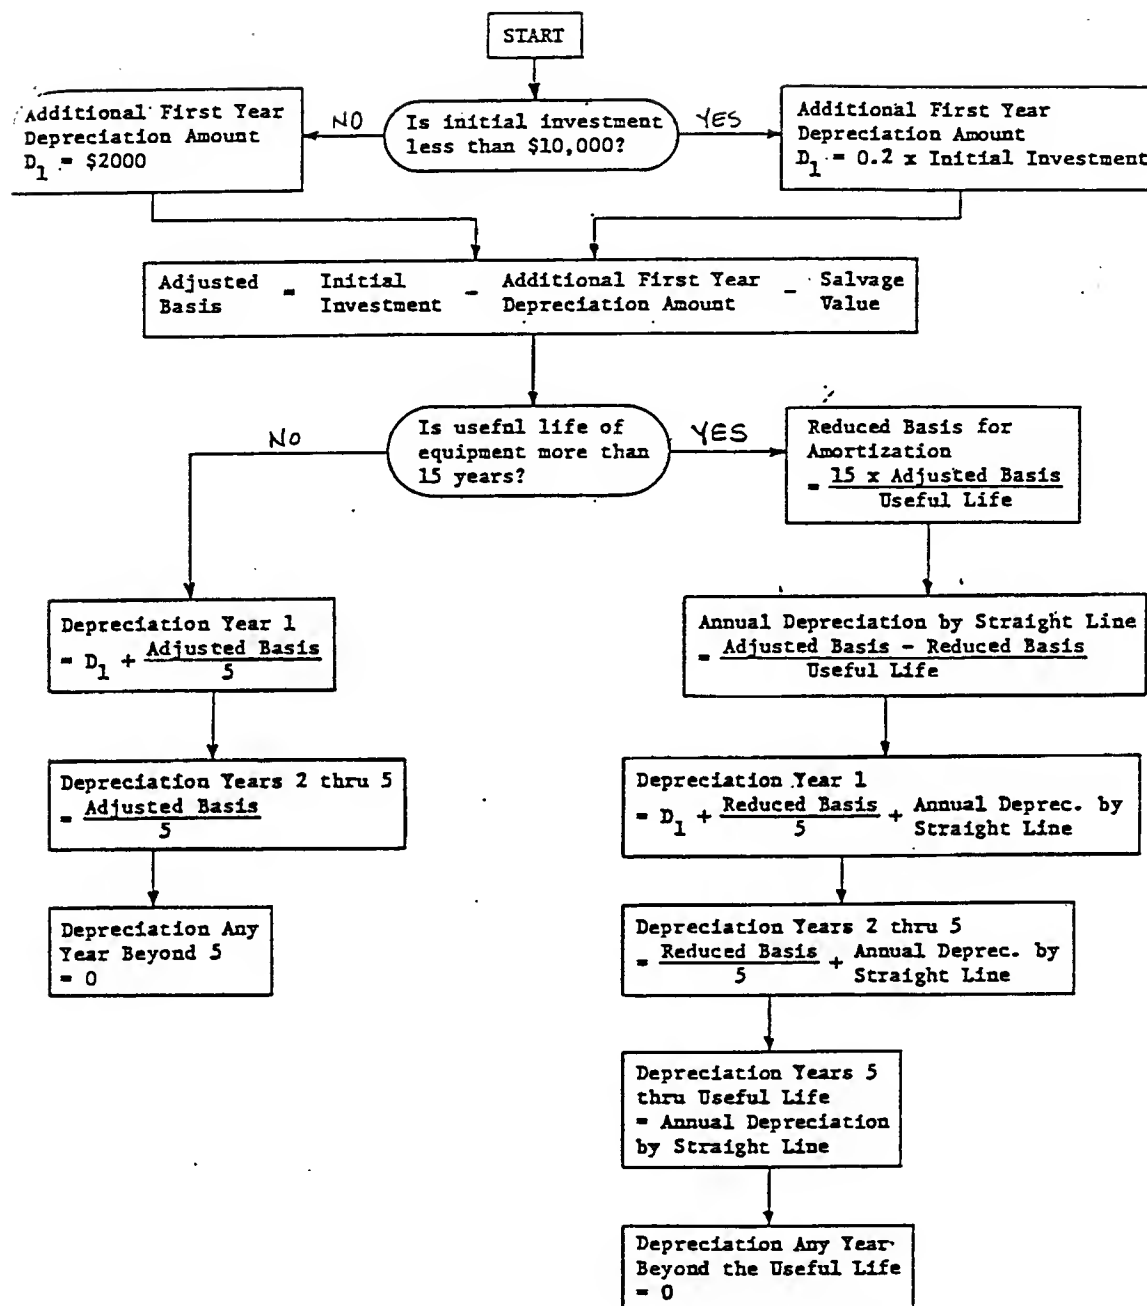 START
Additional First Year
Depreciation Amount
D1 = $2000
NO
Is initial investment
less than $10,000?
YES
Additional First Year
Depreciation Amount
D1 = 0.2 x Initial Investment
Adjusted Basis = Initial Investment - Additional First Year Depreciation Amount - Salvage Value
NO
Is useful life of
equipment more than
15 years?
YES
Reduced Basis for
Amortization
= 15 x Adjusted Basis
Useful Life
Depreciation Year 1
= D1 + Adjusted Basis
5
Depreciation Years 2 thru 5
= Adjusted Basis
5
Depreciation Any
Year Beyond 5
= 0
Annual Depreciation by Straight Line
= Adjusted Basis - Reduced Basis
Useful Life
Depreciation Year 1
= D1 + Reduced Basis + Annual Deprec. by
5 Straight Line
Depreciation Years 2 thru 5
= Reduced Basis + Annual Deprec. by
5 Straight Line
Depreciation Years 5
thru Useful Life
= Annual Depreciation
by Straight Line
Depreciation Any Year
Beyond the Useful Life
= 0